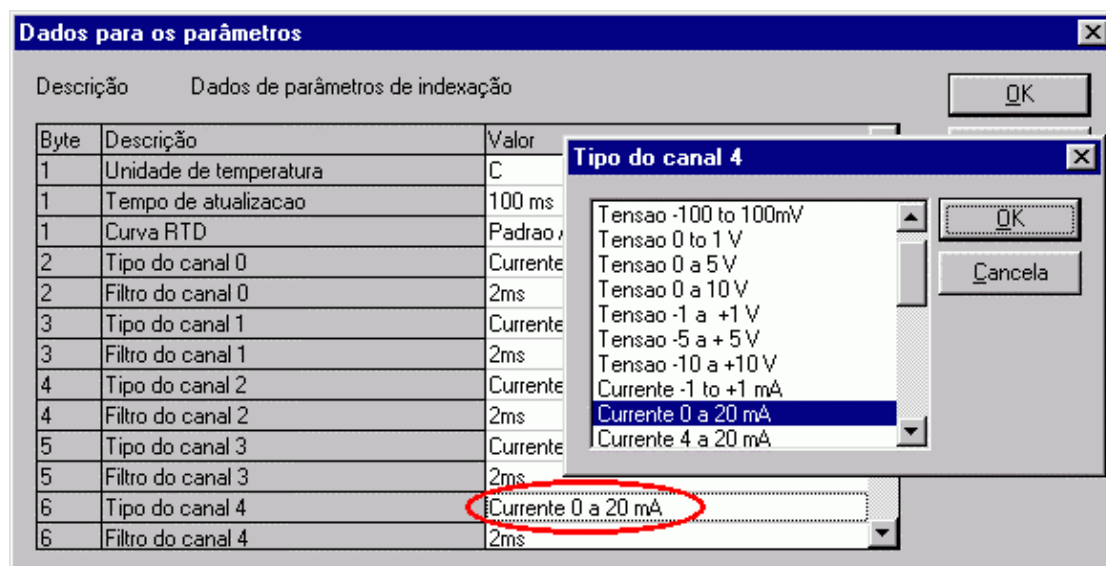 Dados para os parâmetros
Descrição Dados de parâmetros de indexação
OK
Byte Descrição Valor
1 Unidade de temperatura C
1 Tempo de atualizacao 100 ms
1 Curva RTD Padrao
2 Tipo do canal 0 Currente
2 Filtro do canal 0 2ms
3 Tipo do canal 1 Currente
3 Filtro do canal 1 2ms
4 Tipo do canal 2 Currente
4 Filtro do canal 2 2ms
5 Tipo do canal 3 Currente
5 Filtro do canal 3 2ms
6 Tipo do canal 4 Currente 0 a 20 mA
6 Filtro do canal 4 2ms
Tipo do canal 4
Tensao -100 to 100mV
Tensao 0 to 1 V
Tensao 0 a 5 V
Tensao 0 a 10 V
Tensao -1 a +1 V
Tensao -5 a + 5 V
Tensao -10 a +10 V
Currente -1 to +1 mA
Currente 0 a 20 mA
Currente 4 a 20 mA
OK
Cancela